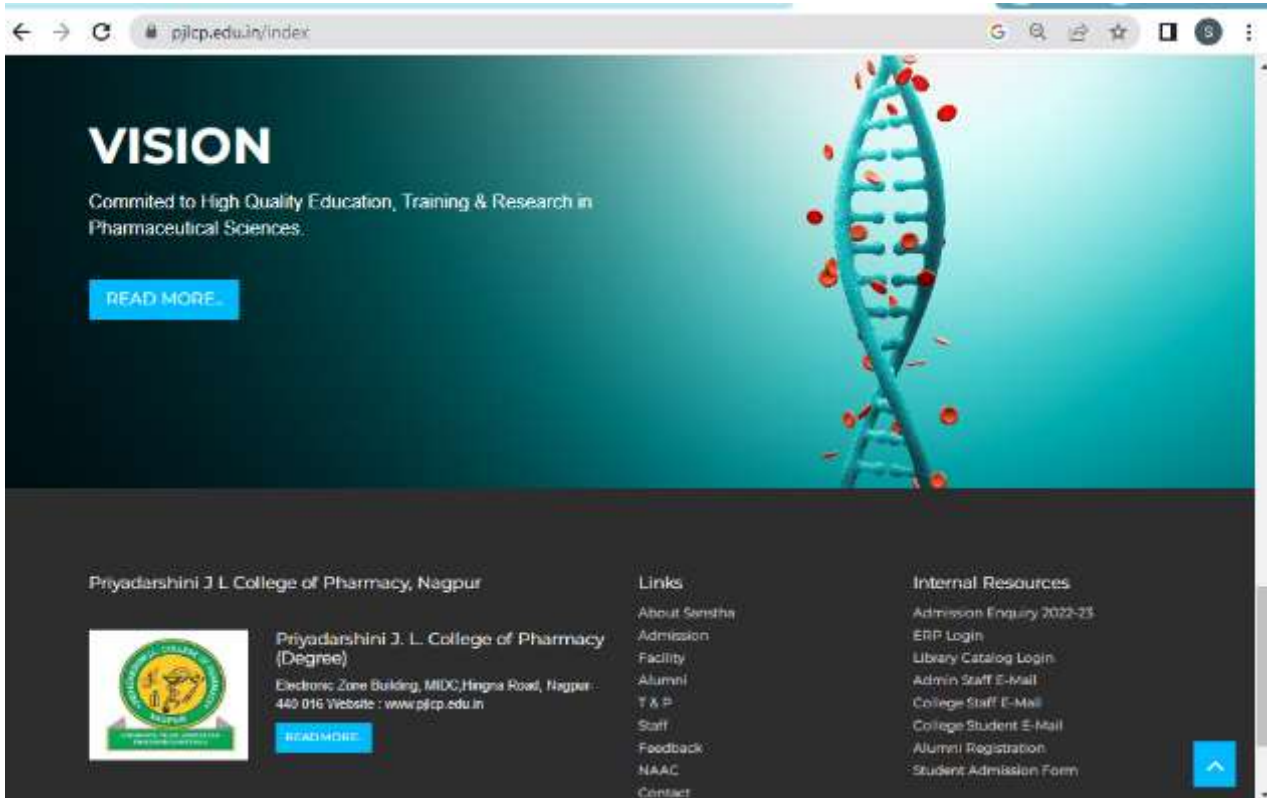 pjlcp.edu.in/index
G
S
VISION
Commited to High Quality Education, Training & Research in
Pharmaceutical Sciences.
READ MORE..
Priyadarshini J L College of Pharmacy, Nagpur
Priyadarshini J. L. College of Pharmacy
(Degree)
Electronic Zone Building, MIDC,Hingna Road, Nagpur-
440 016 Website : www.pjlcp.edu.in
READ MORE..
Links
About Sanstha
Admission
Facility
Alumni
T & P
Staff
Feedback
NAAC
Contact
Internal Resources
Admission Enquiry 2022-23
ERP Login
Library Catalog Login
Admin Staff E-Mail
College Staff E-Mail
College Student E-Mail
Alumni Registration
Student Admission Form